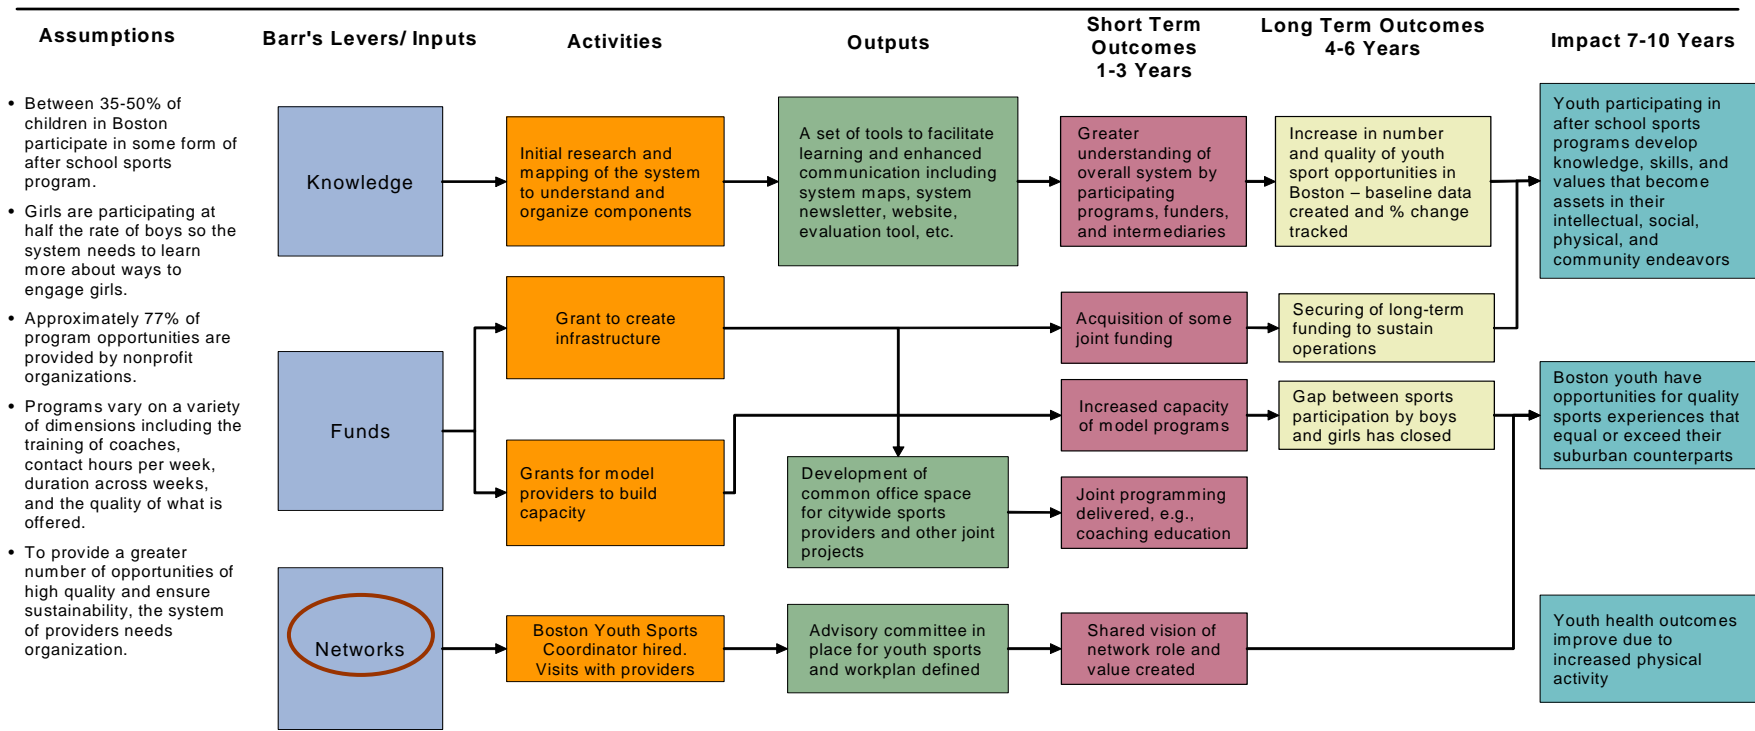 Assumptions
Barr's Levers/ Inputs
Activities
Outputs
Short Term
Outcomes
1-3 Years
Long Term Outcomes
4-6 Years
Impact 7-10 Years
• Between 35-50% of
children in Boston
participate in some form of
after school sports
program.
• Girls are participating at
half the rate of boys so the
system needs to learn
more about ways to
engage girls.
• Approximately 77% of
program opportunities are
provided by nonprofit
organizations.
• Programs vary on a variety
of dimensions including the
training of coaches,
contact hours per week,
duration across weeks,
and the quality of what is
offered.
• To provide a greater
number of opportunities of
high quality and ensure
sustainability, the system
of providers needs
organization.
Knowledge
Initial research and
mapping of the system
to understand and
organize components
A set of tools to facilitate
learning and enhanced
communication including
system maps, system
newsletter, website,
evaluation tool, etc.
Greater
understanding of
overall system by
participating
programs, funders,
and intermediaries
Increase in number
and quality of youth
sport opportunities in
Boston – baseline data
created and % change
tracked
Youth participating in
after school sports
programs develop
knowledge, skills, and
values that become
assets in their
intellectual, social,
physical, and
community endeavors
Funds
Grant to create
infrastructure
Acquisition of some
joint funding
Securing of long-term
funding to sustain
operations
Grants for model
providers to build
capacity
Increased capacity
of model programs
Gap between sports
participation by boys
and girls has closed
Boston youth have
opportunities for quality
sports experiences that
equal or exceed their
suburban counterparts
Development of
common office space
for citywide sports
providers and other joint
projects
Joint programming
delivered, e.g.,
coaching education
Networks
Boston Youth Sports
Coordinator hired.
Visits with providers
Advisory committee in
place for youth sports
and workplan defined
Shared vision of
network role and
value created
Youth health outcomes
improve due to
increased physical
activity